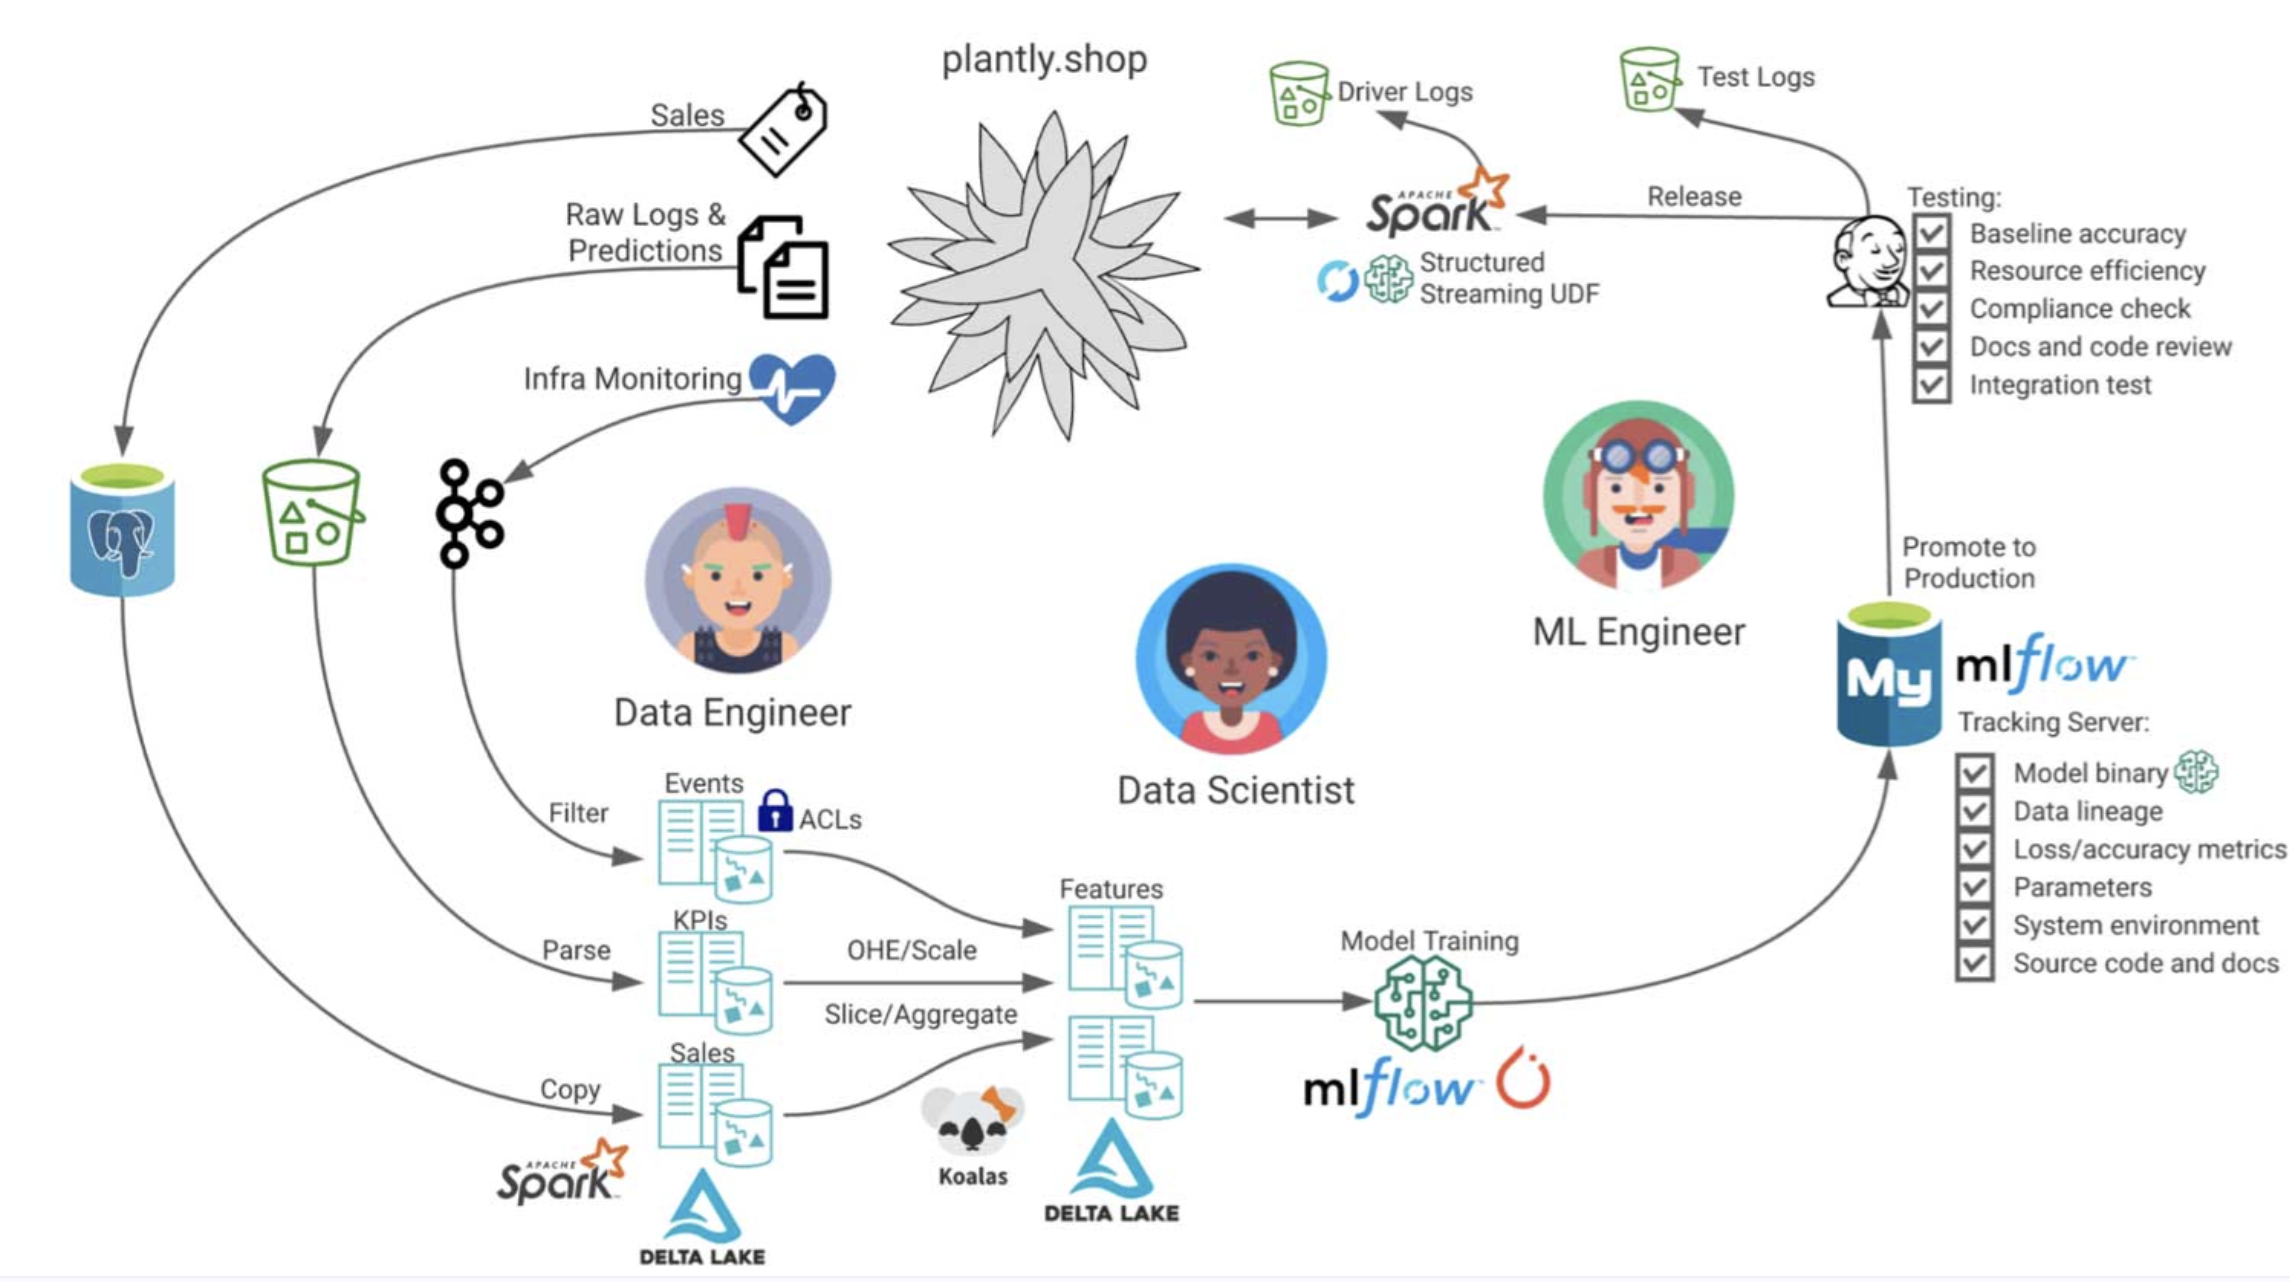 plantly.shop
Sales
Raw Logs &
Predictions
Infra Monitoring
Driver Logs
Test Logs
APACHE
Spark™
Structured
Streaming UDF
Release
Testing:
Baseline accuracy
Resource efficiency
Compliance check
Docs and code review
Integration test
Data Engineer
Data Scientist
ML Engineer
Promote to
Production
My
mlflow™
Tracking Server:
Model binary
Data lineage
Loss/accuracy metrics
Parameters
System environment
Source code and docs
Filter
Events
ACLs
Parse
KPIs
Copy
Sales
APACHE
Spark™
DELTA LAKE
OHE/Scale
Slice/Aggregate
Koalas
Features
DELTA LAKE
Model Training
mlflow™